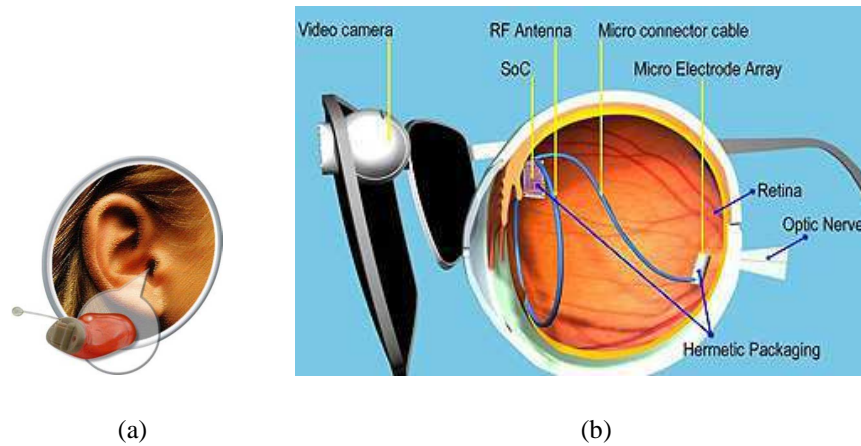 Video camera
RF Antenna
Micro connector cable
SoC
Micro Electrode Array
Retina
Optic Nerve
Hermetic Packaging
(a)
(b)